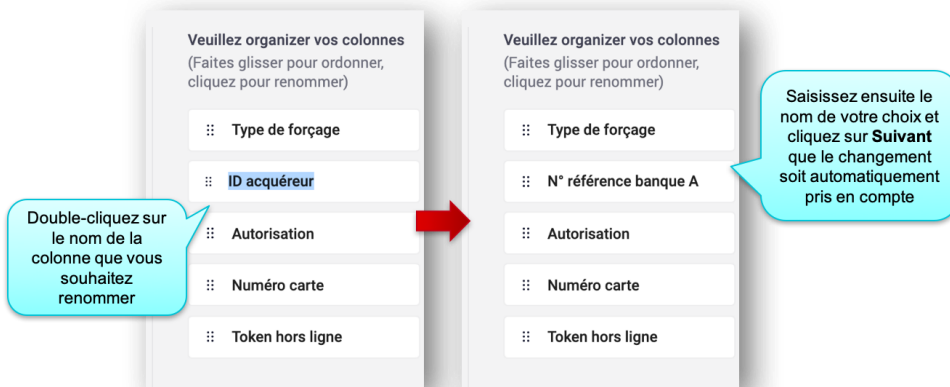 Veuillez organizer vos colonnes
(Faites glisser pour ordonner,
cliquez pour renommer)
Type de forçage
ID acquéreur
Autorisation
Numéro carte
Token hors ligne
Double-cliquez sur
le nom de la
colonne que vous
souhaitez
renommer
Veuillez organizer vos colonnes
(Faites glisser pour ordonner,
cliquez pour renommer)
Type de forçage
N° référence banque A
Autorisation
Numéro carte
Token hors ligne
Saisissez ensuite le
nom de votre choix et
cliquez sur Suivant
que le changement
soit automatiquement
pris en compte